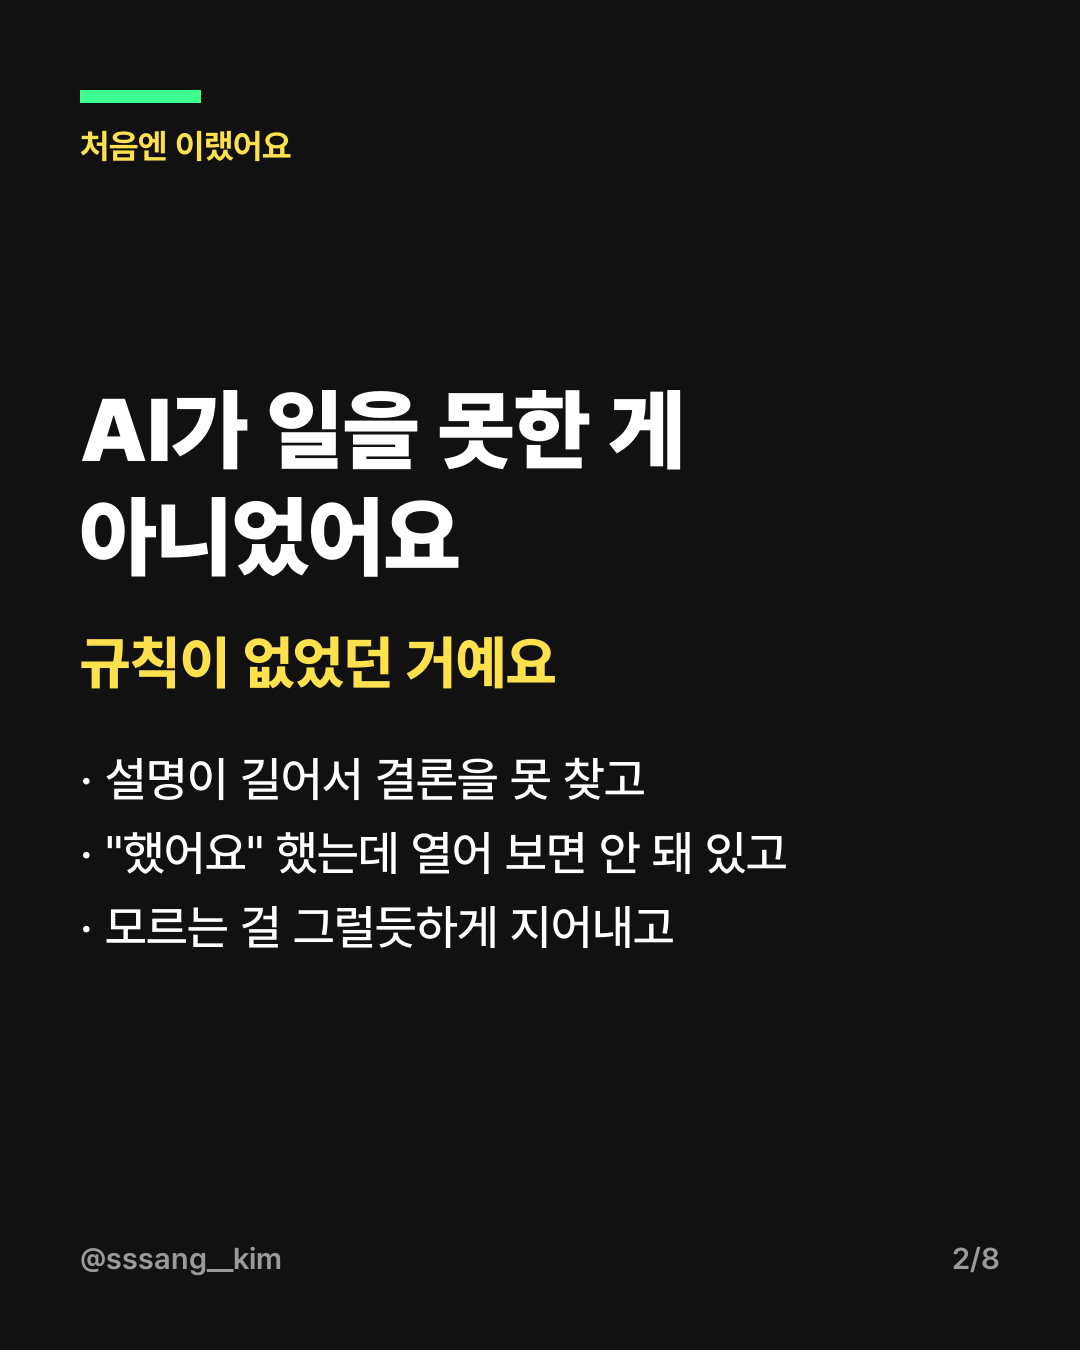 처음엔 이랬어요
AI가 일을 못한 게
아니었어요
규칙이 없었던 거예요
· 설명이 길어서 결론을 못 찾고
· "했어요" 했는데 열어 보면 안 돼 있고
· 모르는 걸 그럴듯하게 지어내고
@sssang__kim
2/8